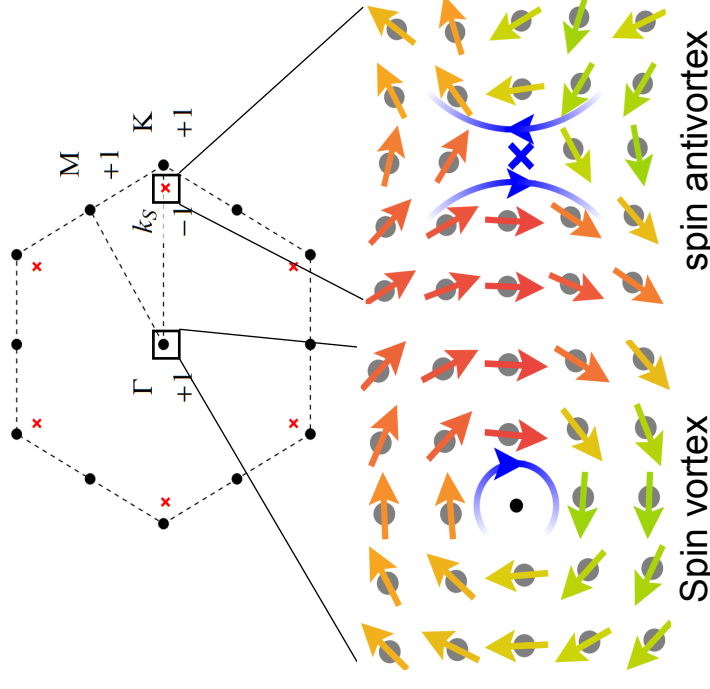 M
+1
Γ
+1
k_S
−1
K
+1
Spin vortex
spin antivortex